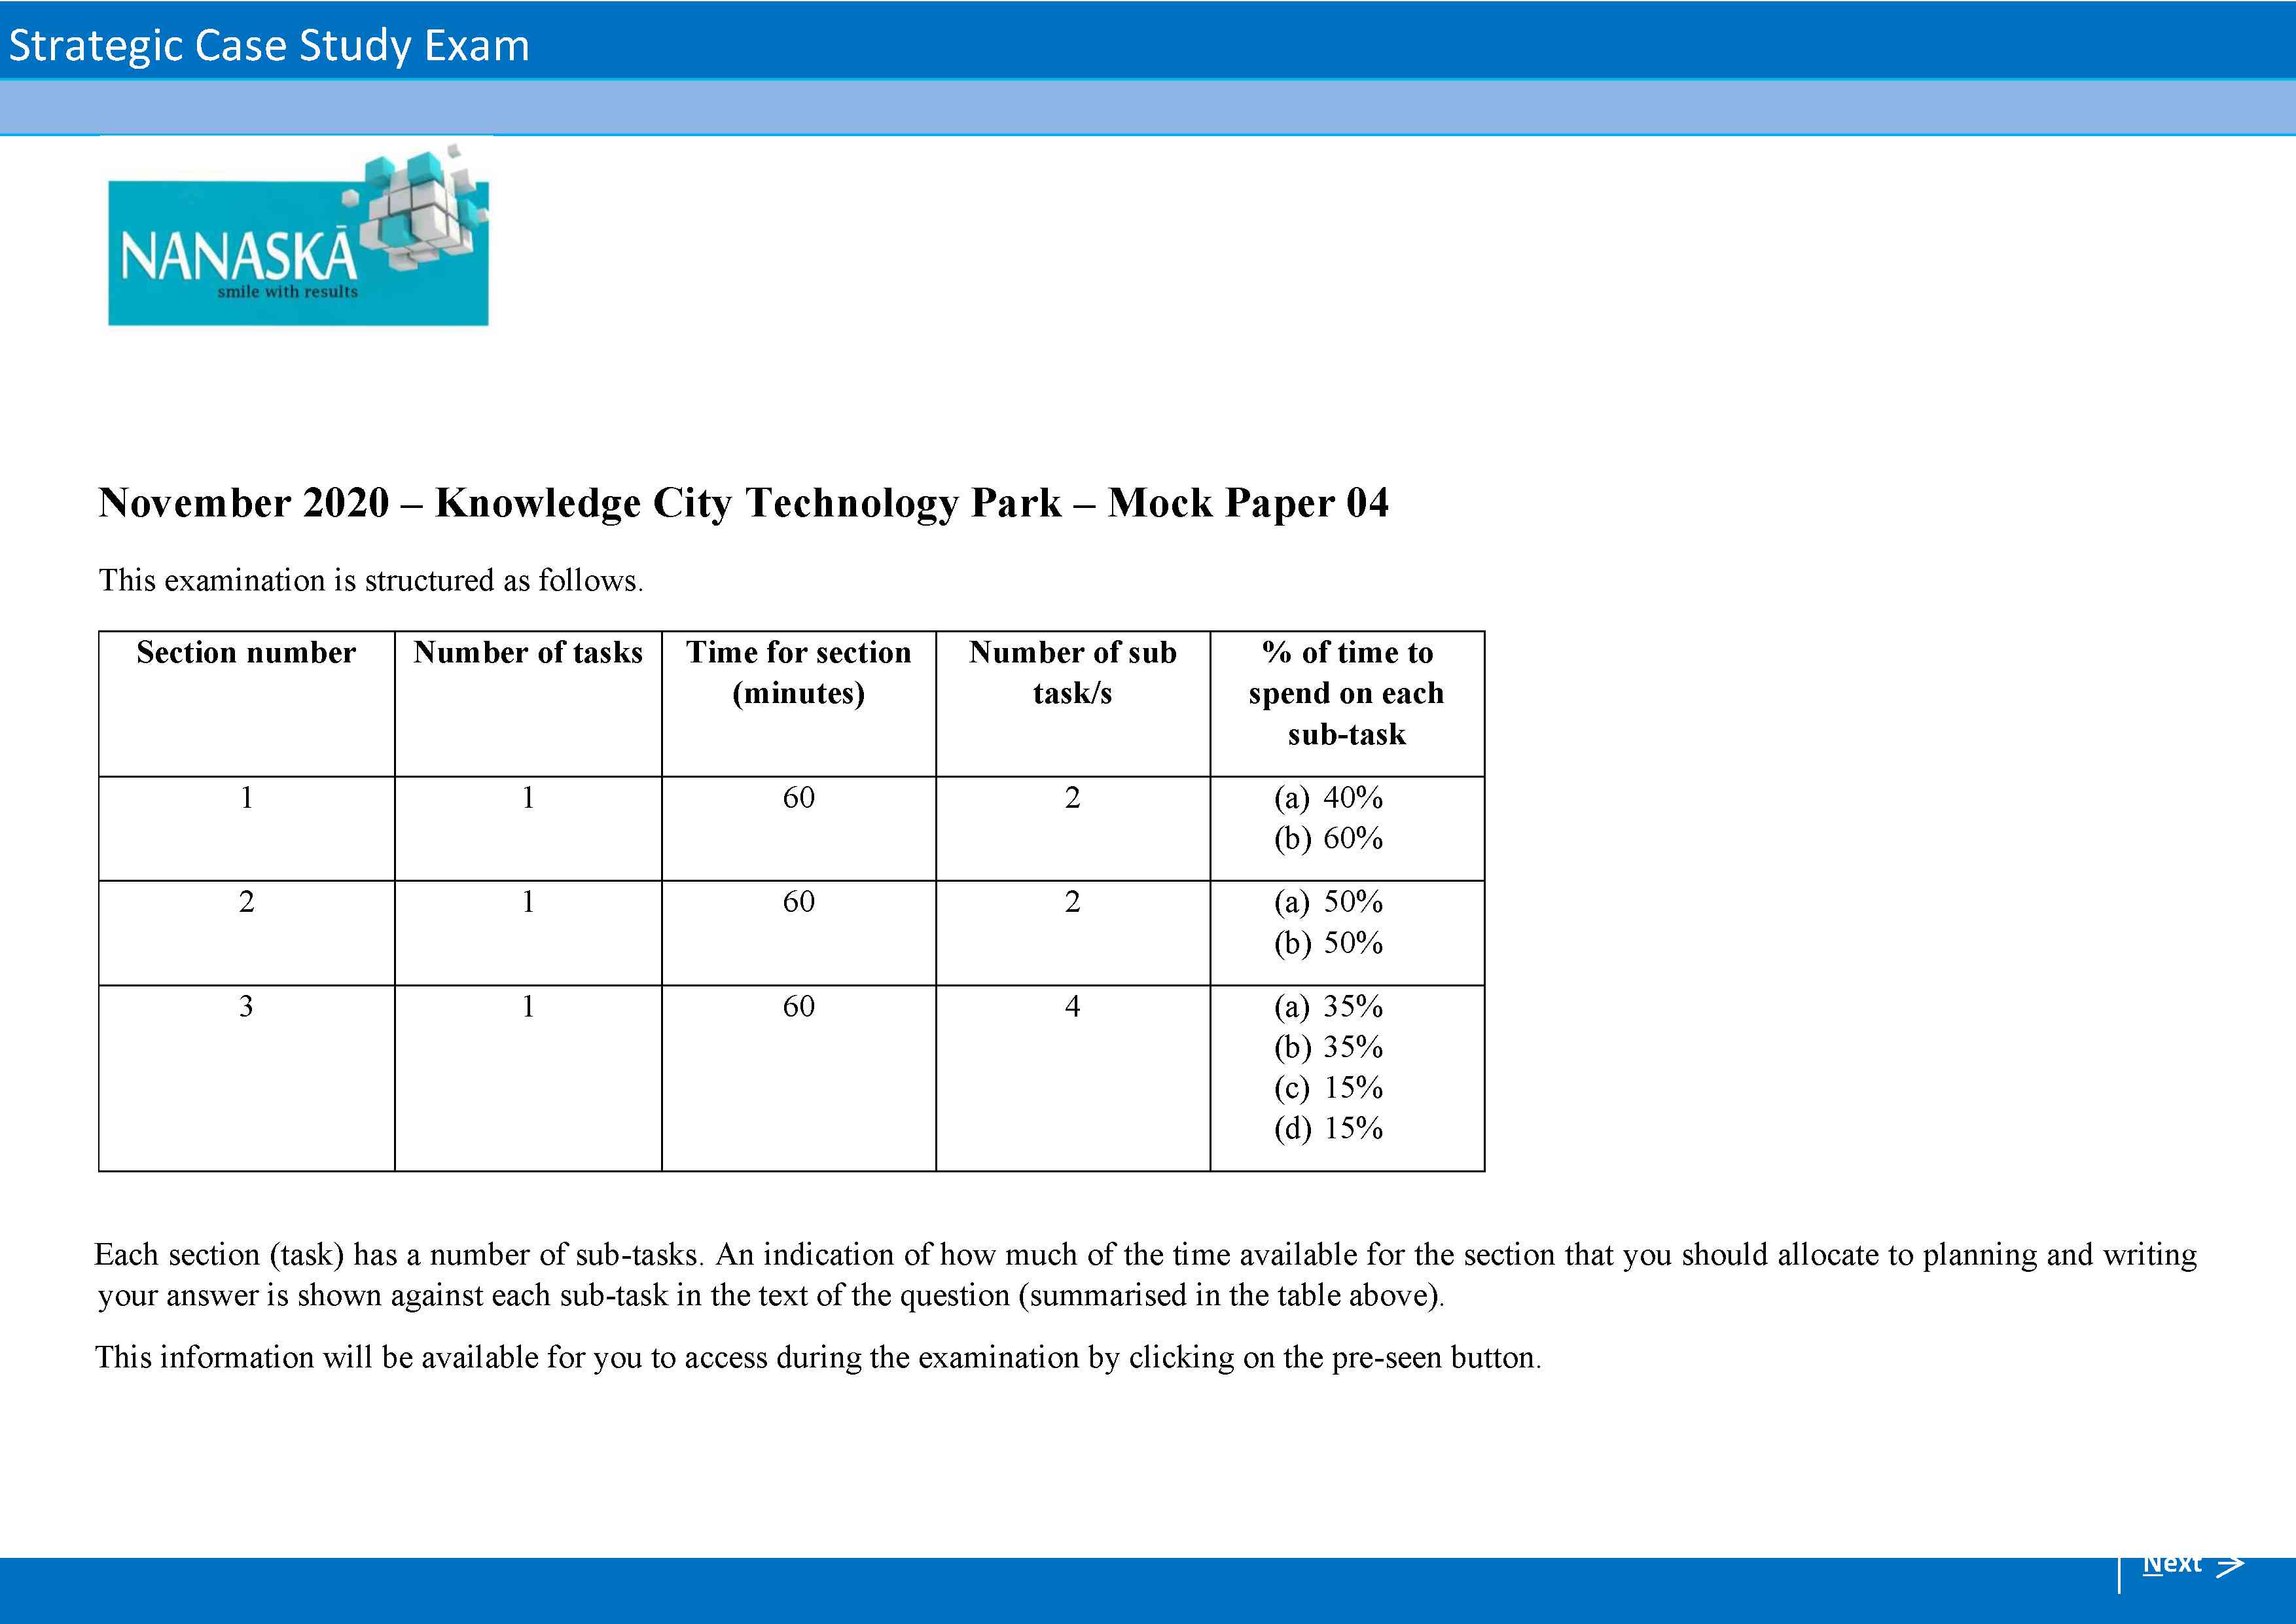 Strategic Case Study Exam
NANASKĀ
smile with results
November 2020 – Knowledge City Technology Park – Mock Paper 04
This examination is structured as follows.
Section number Number of tasks Time for section (minutes) Number of sub task/s % of time to spend on each sub-task
1 1 60 2 (a) 40%
(b) 60%
2 1 60 2 (a) 50%
(b) 50%
3 1 60 4 (a) 35%
(b) 35%
(c) 15%
(d) 15%
Each section (task) has a number of sub-tasks. An indication of how much of the time available for the section that you should allocate to planning and writing
your answer is shown against each sub-task in the text of the question (summarised in the table above).
This information will be available for you to access during the examination by clicking on the pre-seen button.
Next